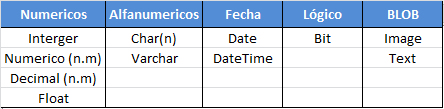 Numericos Alfanumericos Fecha Lógico BLOB
Interger Char(n) Date Bit Image
Numerico (n.m) Varchar DateTime Text
Decimal (n.m)
Float